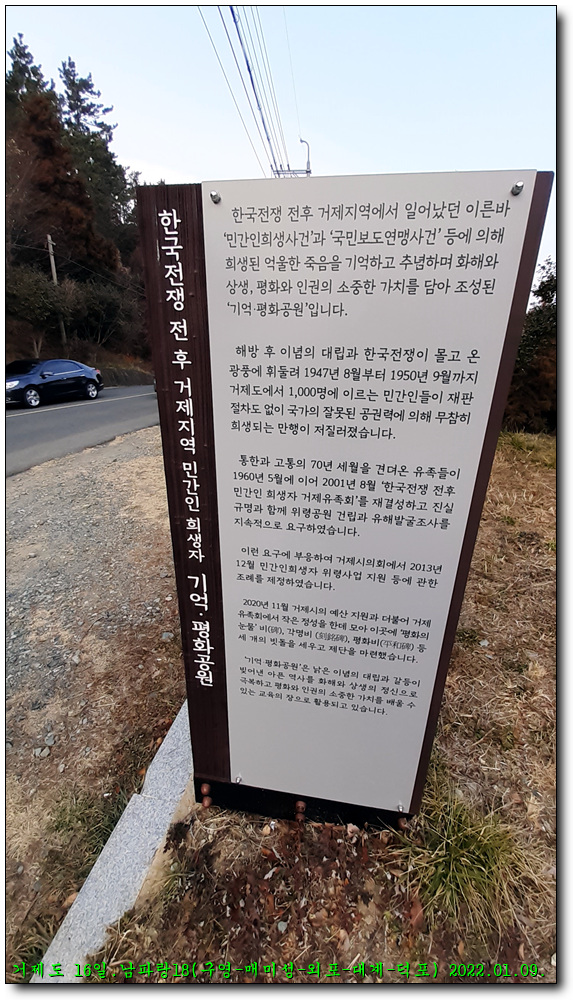 한국전쟁 전 후 거제지역 민간인 희생자 기억·평화공원
한국전쟁 전후 거제지역에서 일어났던 이른바
‘민간인희생사건’과 ‘국민보도연맹사건’ 등에 의해
희생된 억울한 죽음을 기억하고 추념하며 화해와
상생, 평화와 인권의 소중한 가치를 담아 조성된
‘기억·평화공원’입니다.
해방 후 이념의 대립과 한국전쟁이 몰고 온
광풍에 휘둘려 1947년 8월부터 1950년 9월까지
거제도에서 1,000명에 이르는 민간인들이 재판
절차도 없이 국가의 잘못된 공권력에 의해 무참히
희생되는 만행이 저질러졌습니다.
통한과 고통의 70년 세월을 견뎌온 유족들이
1960년 5월에 이어 2001년 8월 ‘한국전쟁 전후
민간인 희생자 거제유족회’를 재결성하고 진실
규명과 함께 위령공원 건립과 유해발굴조사를
지속적으로 요구하였습니다.
이런 요구에 부응하여 거제시의회에서 2013년
12월 민간인희생자 위령사업 지원 등에 관한
조례를 제정하였습니다.
2020년 11월 거제시의 예산 지원과 더불어 거제
유족회에서 작은 정성을 한데 모아 이곳에 ‘평화의
눈물’ 비(碑), 각명비(刻銘碑), 평화비(平和碑) 등
세 개의 빗돌을 세우고 제단을 마련했습니다.
‘기억·평화공원’은 낡은 이념의 대립과 갈등이
빚어낸 아픈 역사를 화해와 상생의 정신으로
극복하고 평화와 인권의 소중한 가치를 배울 수
있는 교육의 장으로 활용되고 있습니다.
거제도 16일.남파랑18(구영-매미성-외포-대계-덕포) 2022.01.09.